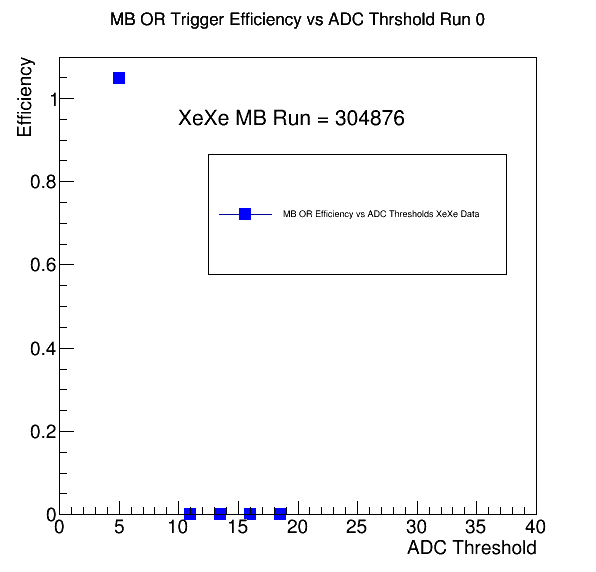 MB OR Trigger Efficiency vs ADC Thrshold Run 0
Efficiency
1
XeXe MB Run = 304876
0.8
MB OR Efficiency vs ADC Thresholds XeXe Data
0.6
0.4
0.2
0
0 5 10 15 20 25 30 35 40
ADC Threshold